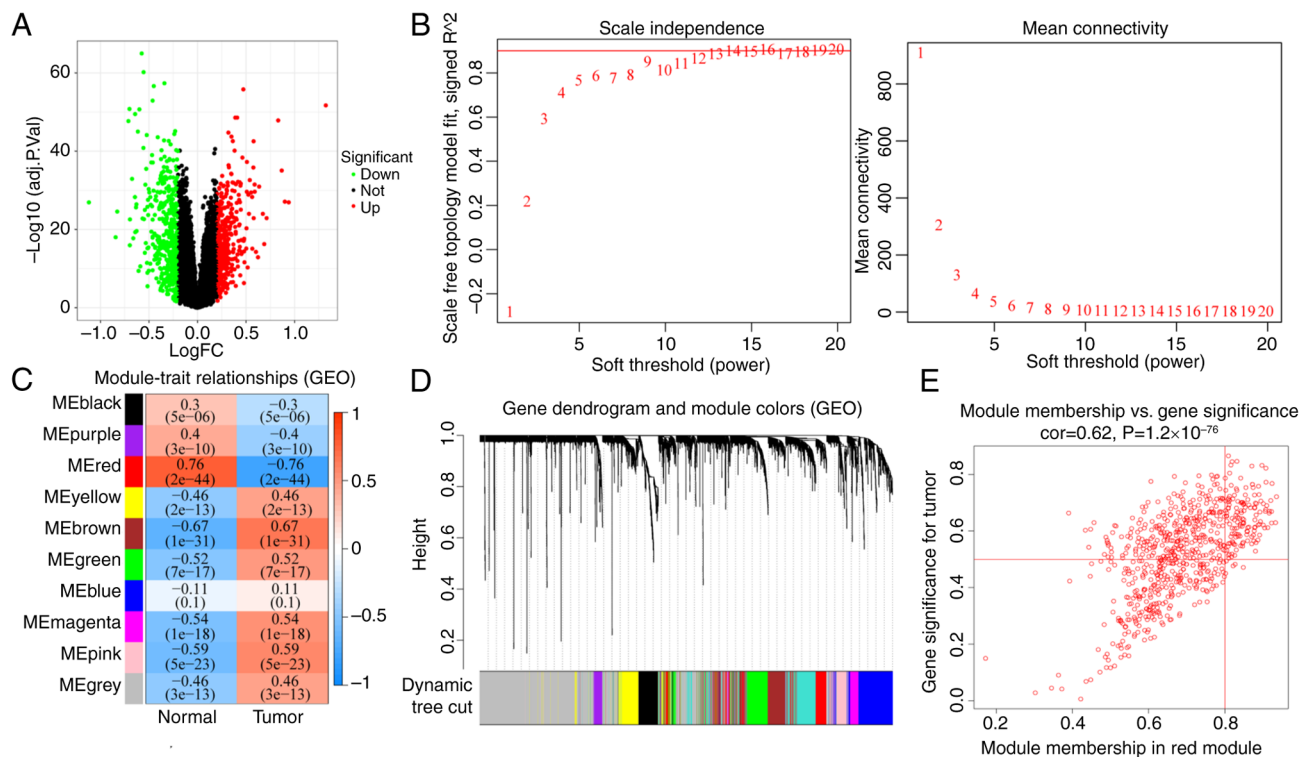 A
60
40
20
0
−Log10 (adj.P.Val)
−1.0 −0.5 0.0 0.5 1.0
LogFC
Significant
Down
Not
Up
B
Scale independence
Scale free topology model fit, signed R^2
0.8
0.6
0.4
0.2
0.0
−0.2
1 2 3 4 5 6 7 8 9 10 11 12 13 14 15 16 17 18 19 20
5 10 15 20
Soft threshold (power)
Mean connectivity
Mean connectivity
800
600
400
200
0
1 2 3 4 5 6 7 8 9 10 11 12 13 14 15 16 17 18 19 20
5 10 15 20
Soft threshold (power)
C
Module-trait relationships (GEO)
MEblack 0.3 −0.3
(5e−06) (5e−06)
MEpurple 0.4 −0.4
(3e−10) (3e−10)
MEred 0.76 −0.76
(2e−44) (2e−44)
MEyellow −0.46 0.46
(2e−13) (2e−13)
MEbrown −0.67 0.67
(1e−31) (1e−31)
MEgreen −0.52 0.52
(7e−17) (7e−17)
MEblue −0.11 0.11
(0.1) (0.1)
MEmagenta −0.54 0.54
(1e−18) (1e−18)
MEpink −0.59 0.59
(5e−23) (5e−23)
MEgrey −0.46 0.46
(3e−13) (3e−13)
Normal Tumor
1
0.5
0
−0.5
−1
D
Gene dendrogram and module colors (GEO)
Height
1.0
0.8
0.6
0.4
0.2
Dynamic
tree cut
E
Module membership vs. gene significance
cor=0.62, P=1.2×10⁻⁷⁶
Gene significance for tumor
0.8
0.6
0.4
0.2
0.0
0.2 0.4 0.6 0.8
Module membership in red module